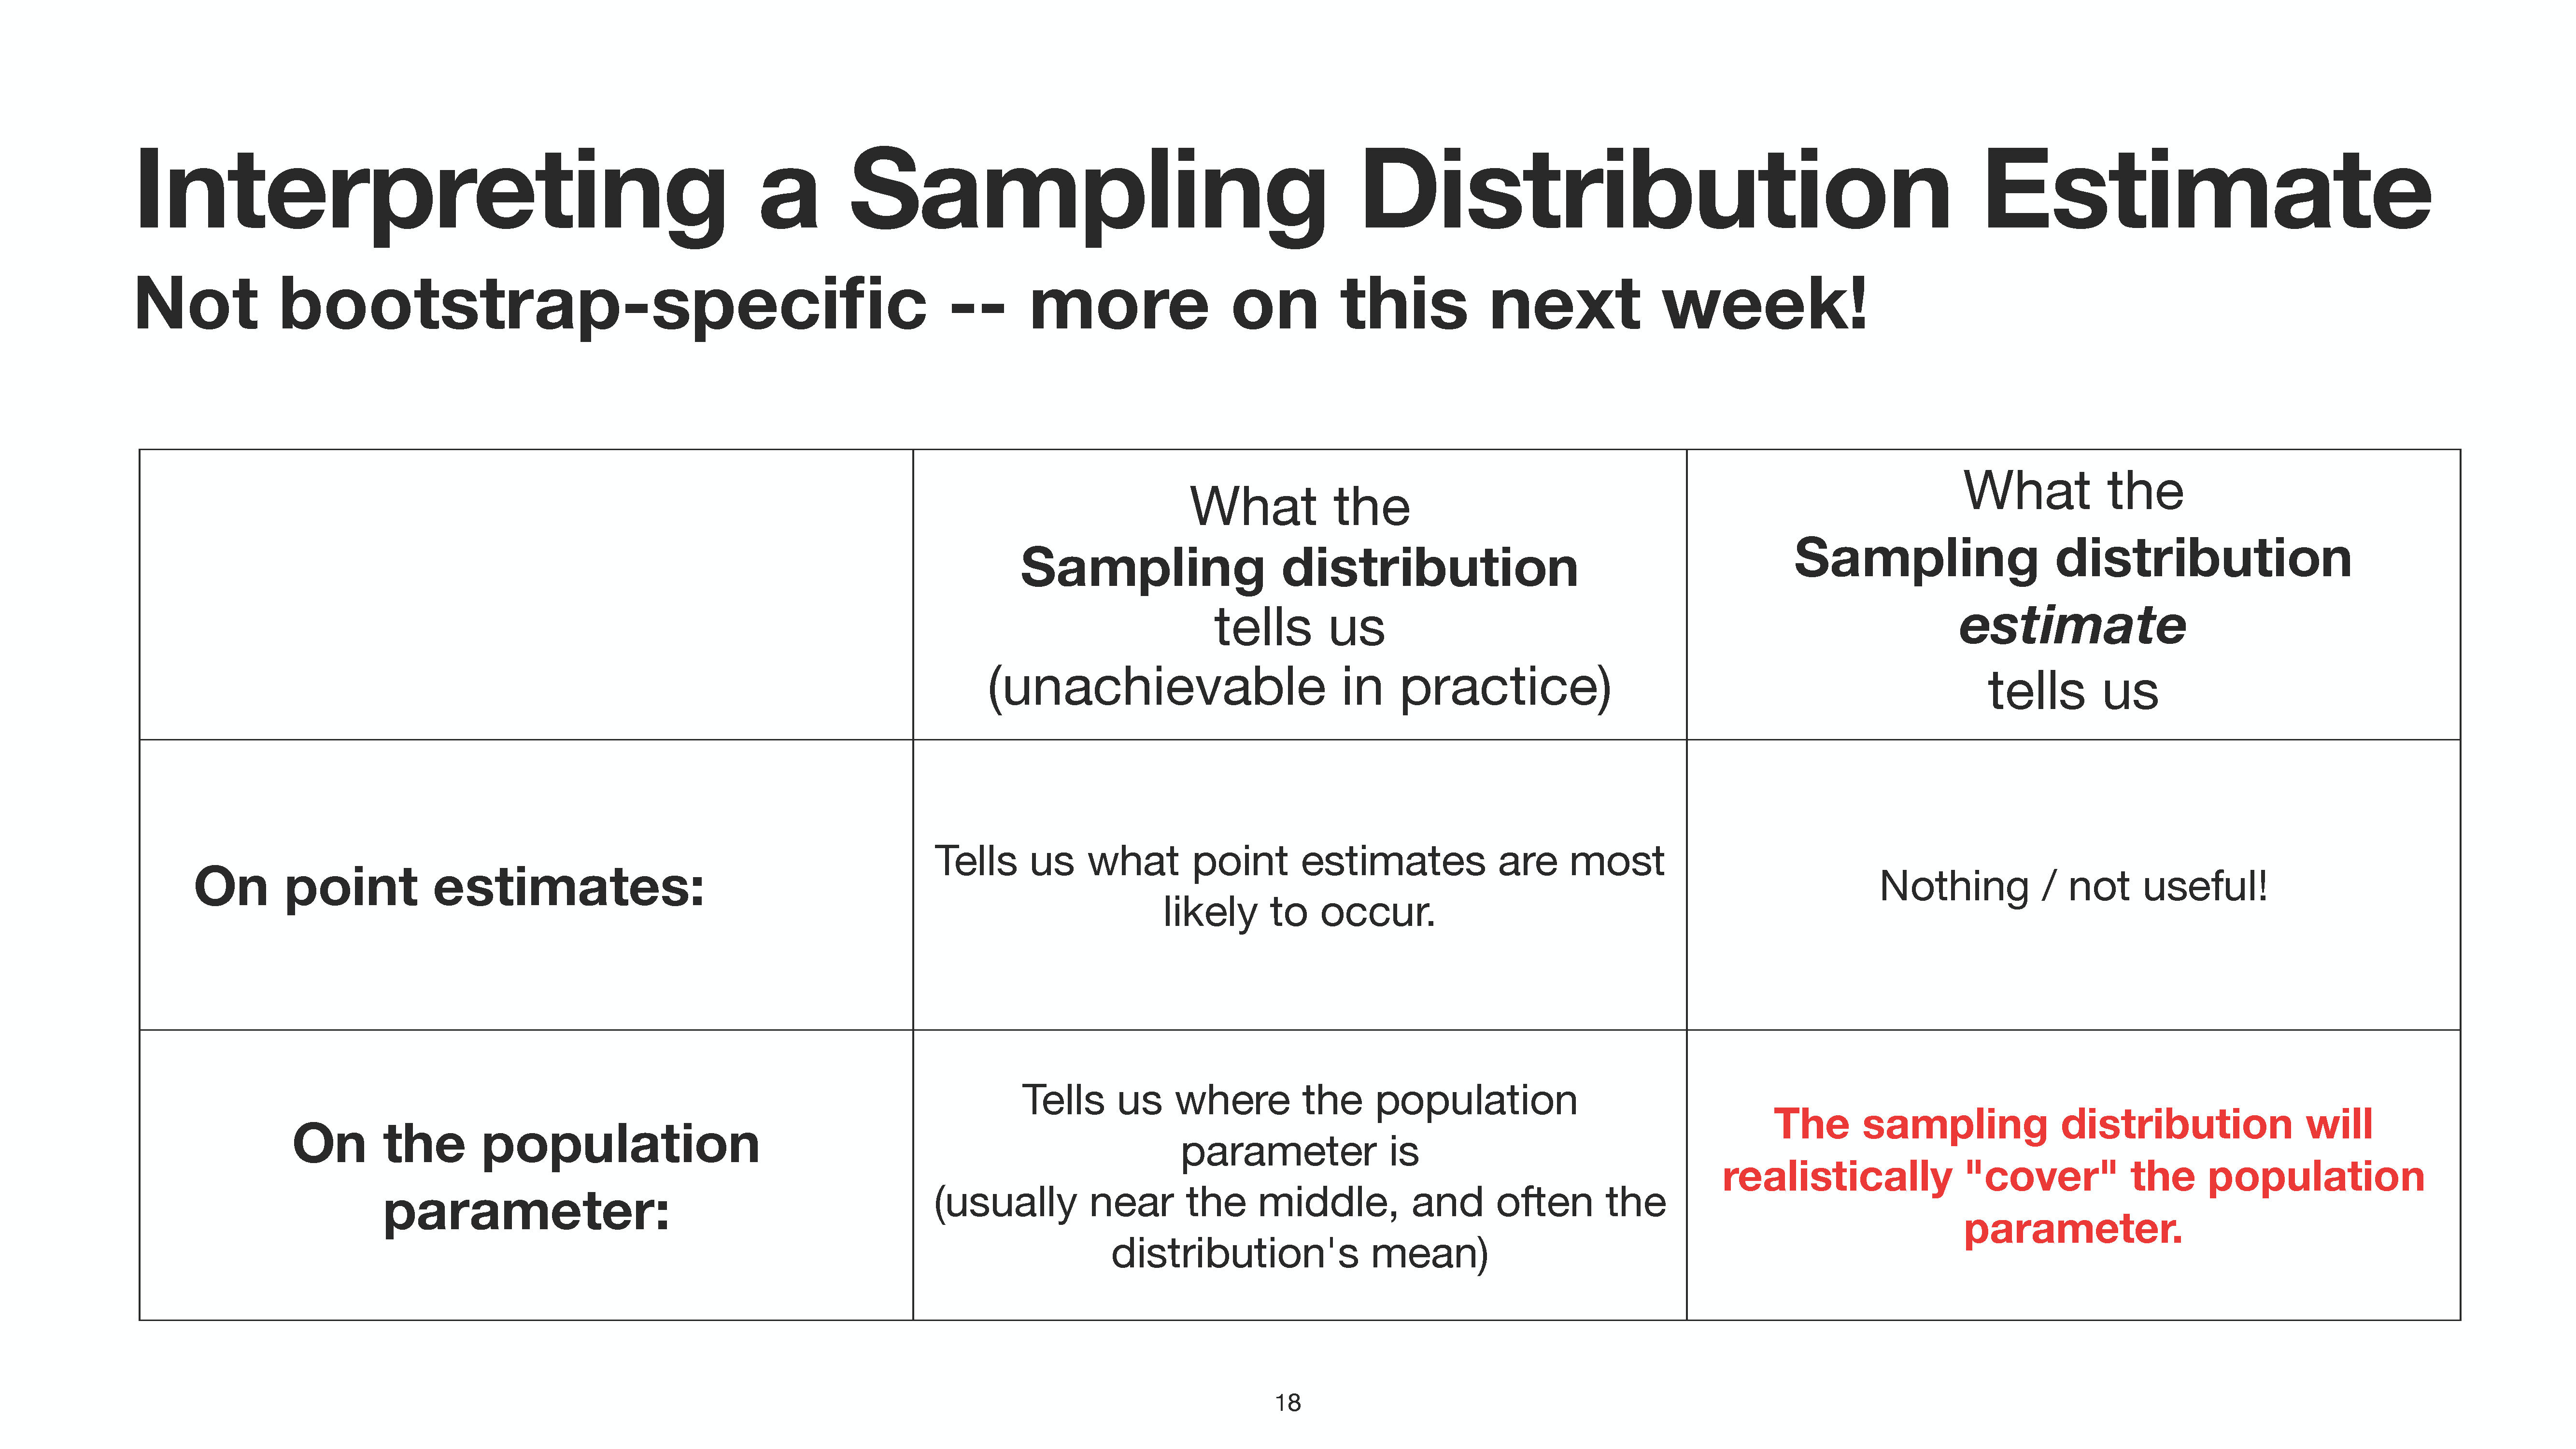 Interpreting a Sampling Distribution Estimate
Not bootstrap-specific -- more on this next week!
What the
Sampling distribution
tells us
(unachievable in practice)
What the
Sampling distribution
estimate
tells us
On point estimates:
Tells us what point estimates are most
likely to occur.
Nothing / not useful!
On the population
parameter:
Tells us where the population
parameter is
(usually near the middle, and often the
distribution's mean)
The sampling distribution will
realistically "cover" the population
parameter.
18